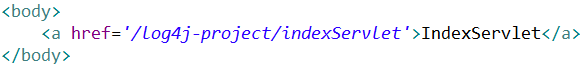 <body>
    <a href='/log4j-project/indexServlet'>IndexServlet</a>
</body>